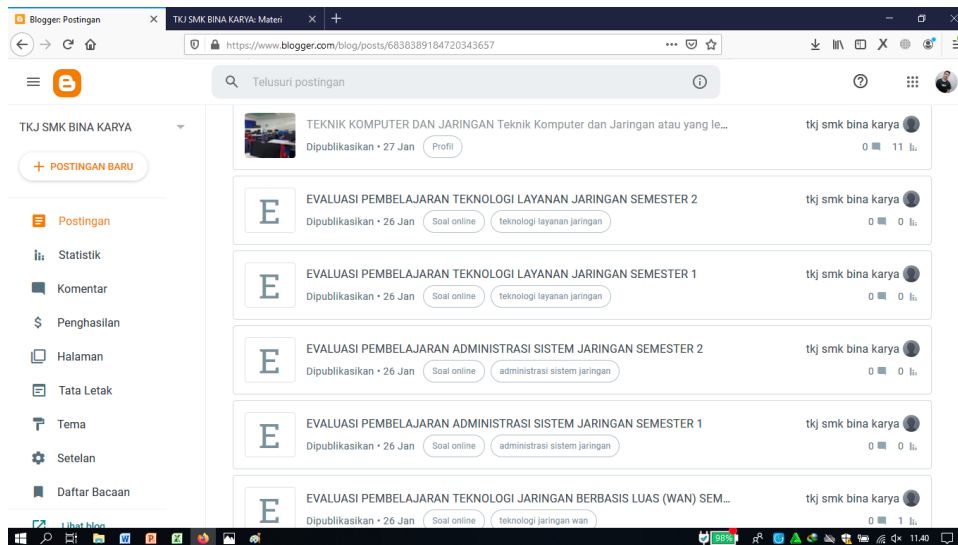 Blogger: Postingan
TKJ SMK BINA KARYA: Materi
https://www.blogger.com/blog/posts/6838389184720343657
Telusuri postingan
TKJ SMK BINA KARYA
POSTINGAN BARU
Postingan
Statistik
Komentar
Penghasilan
Halaman
Tata Letak
Tema
Setelan
Daftar Bacaan
Lihat blog
TEKNIK KOMPUTER DAN JARINGAN Teknik Komputer dan Jaringan atau yang le...
tkj smk bina karya
Dipublikasikan • 27 Jan Profil
0 11
E
EVALUASI PEMBELAJARAN TEKNOLOGI LAYANAN JARINGAN SEMESTER 2
tkj smk bina karya
Dipublikasikan • 26 Jan Soal online teknologi layanan jaringan
0 0
E
EVALUASI PEMBELAJARAN TEKNOLOGI LAYANAN JARINGAN SEMESTER 1
tkj smk bina karya
Dipublikasikan • 26 Jan Soal online teknologi layanan jaringan
0 0
E
EVALUASI PEMBELAJARAN ADMINISTRASI SISTEM JARINGAN SEMESTER 2
tkj smk bina karya
Dipublikasikan • 26 Jan Soal online administrasi sistem jaringan
0 0
E
EVALUASI PEMBELAJARAN ADMINISTRASI SISTEM JARINGAN SEMESTER 1
tkj smk bina karya
Dipublikasikan • 26 Jan Soal online administrasi sistem jaringan
0 0
E
EVALUASI PEMBELAJARAN TEKNOLOGI JARINGAN BERBASIS LUAS (WAN) SEM...
tkj smk bina karya
Dipublikasikan • 26 Jan Soal online teknologi jaringan wan
0 1
98%
11.40